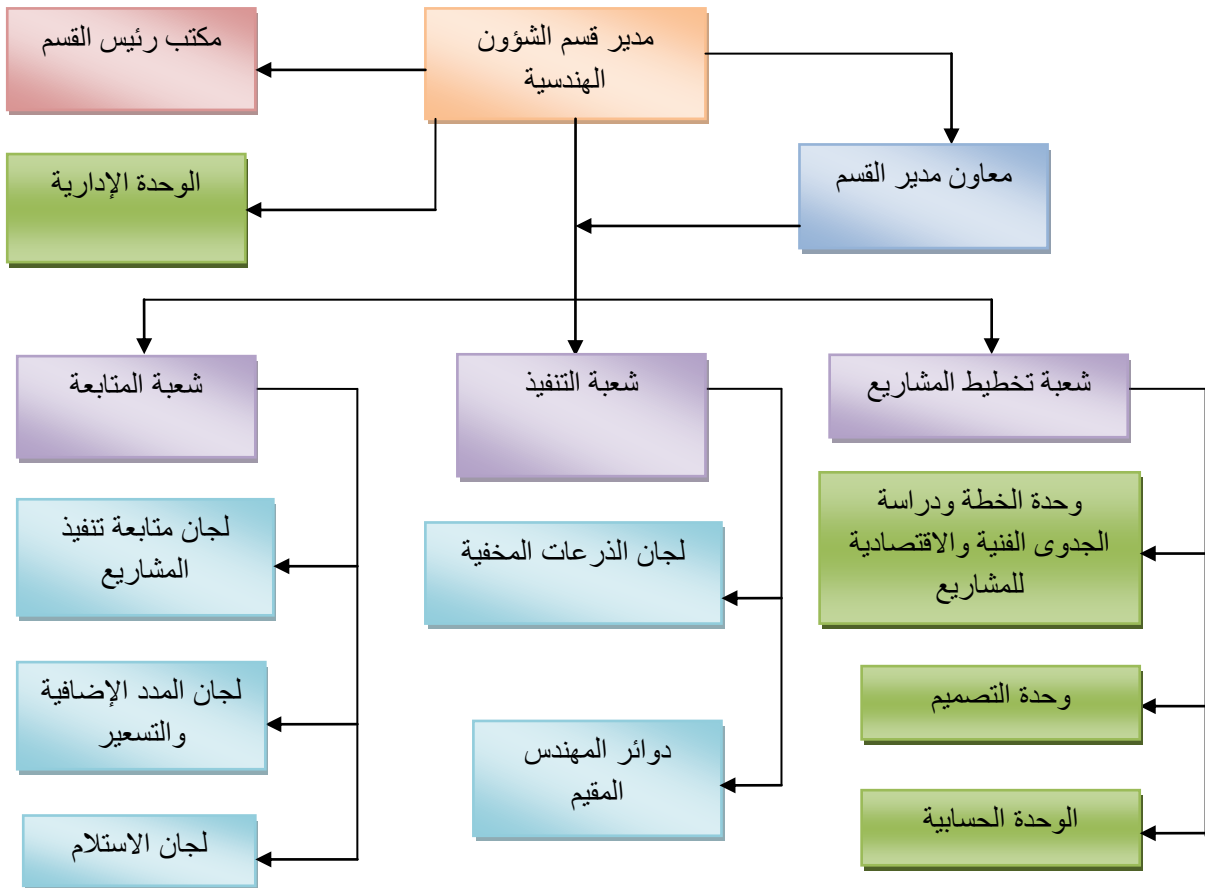 مدير قسم الشؤون
الهندسية
مكتب رئيس القسم
معاون مدير القسم
الوحدة الإدارية
شعبة تخطيط المشاريع
شعبة التنفيذ
شعبة المتابعة
وحدة الخطة ودراسة
الجدوى الفنية والاقتصادية
للمشاريع
وحدة التصميم
الوحدة الحسابية
لجان الذرعات المخفية
دوائر المهندس
المقيم
لجان متابعة تنفيذ
المشاريع
لجان المدد الإضافية
والتسعير
لجان الاستلام